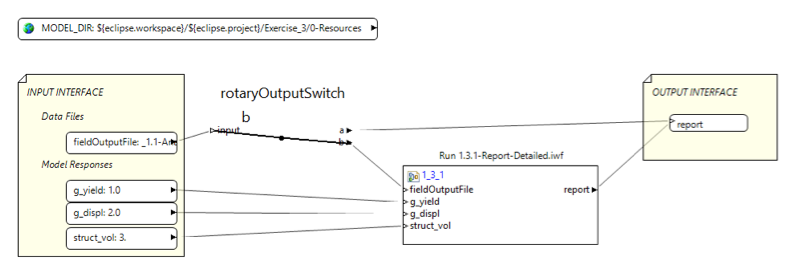 MODEL_DIR: ${eclipse.workspace}/${eclipse.project}/Exercise_3/0-Resources
INPUT INTERFACE
Data Files
fieldOutputFile: _1.1-An
Model Responses
g_yield: 1.0
g_displ: 2.0
struct_vol: 3.
rotaryOutputSwitch
b
input
a
b
Run 1.3.1-Report-Detailed.iwf
1_3_1
fieldOutputFile
g_yield
g_displ
struct_vol
report
OUTPUT INTERFACE
report